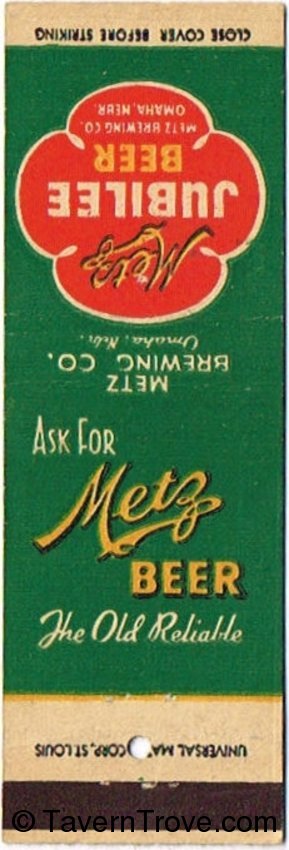 CLOSE COVER BEFORE STRIKING
Metz
JUBILEE
BEER
METZ BREWING CO.
OMAHA, NEBR.
METZ
BREWING CO.
Omaha, Nebr.
ASK FOR
Metz
BEER
The Old Reliable
UNIVERSAL MA CORP., ST. LOUIS
© TavernTrove.com